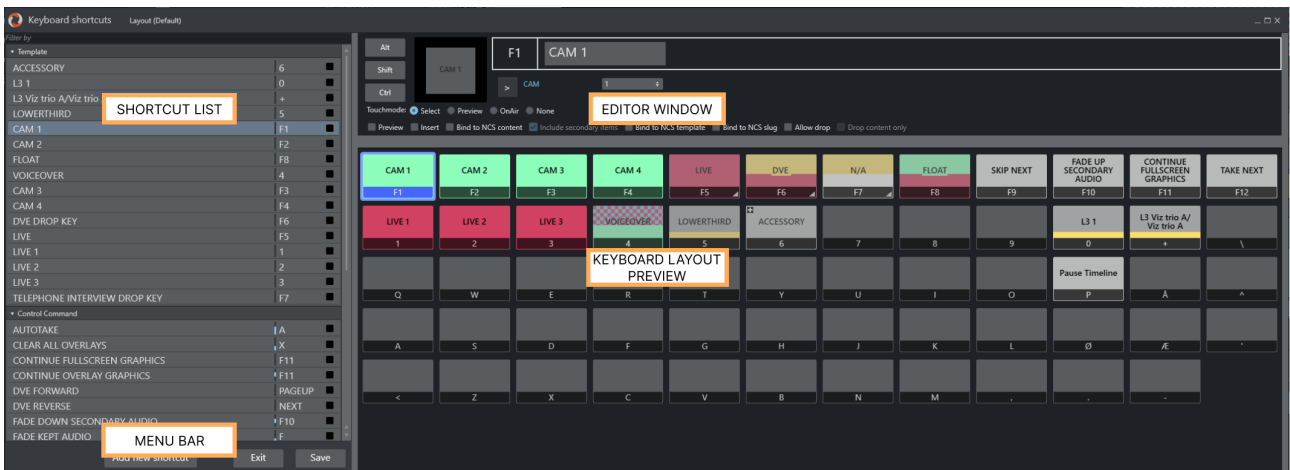 Keyboard shortcuts Layout (Default)
Filter by
Template
ACCESSORY 6
L3 1 0
L3 Viz trio A/Viz trio +
SHORTCUT LIST
LOWERTHIRD 5
CAM 1 F1
CAM 2 F2
FLOAT F8
VOICEOVER 4
CAM 3 F3
CAM 4 F4
DVE DROP KEY F6
LIVE F5
LIVE 1 1
LIVE 2 2
LIVE 3 3
TELEPHONE INTERVIEW DROP KEY F7
Control Command
AUTOTAKE A
CLEAR ALL OVERLAYS X
CONTINUE FULLSCREEN GRAPHICS F11
CONTINUE OVERLAY GRAPHICS F11
DVE FORWARD PAGEUP
DVE REVERSE NEXT
FADE DOWN SECONDARY AUDIO F10
FADE KEPT AUDIO F
MENU BAR
Add new shortcut Exit Save
Alt
Shift
Ctrl
CAM 1
F1 CAM 1
> CAM 1
Touchmode: Select Preview OnAir None
EDITOR WINDOW
Preview Insert Bind to NCS content Include secondary items Bind to NCS template Bind to NCS slug Allow drop Drop content only
CAM 1 CAM 2 CAM 3 CAM 4 LIVE DVE N/A FLOAT SKIP NEXT FADE UP SECONDARY AUDIO CONTINUE FULLSCREEN GRAPHICS TAKE NEXT
F1 F2 F3 F4 F5 F6 F7 F8 F9 F10 F11 F12
LIVE 1 LIVE 2 LIVE 3 VOICEOVER LOWERTHIRD ACCESSORY L3 1 L3 Viz trio A/ Viz trio A
1 2 3 4 5 6 7 8 9 0 + \
KEYBOARD LAYOUT
PREVIEW
Pause Timeline
Q W E R T Y U I O P Å ^
A S D F G H J K L Ø Æ '
< Z X C V B N M , . -